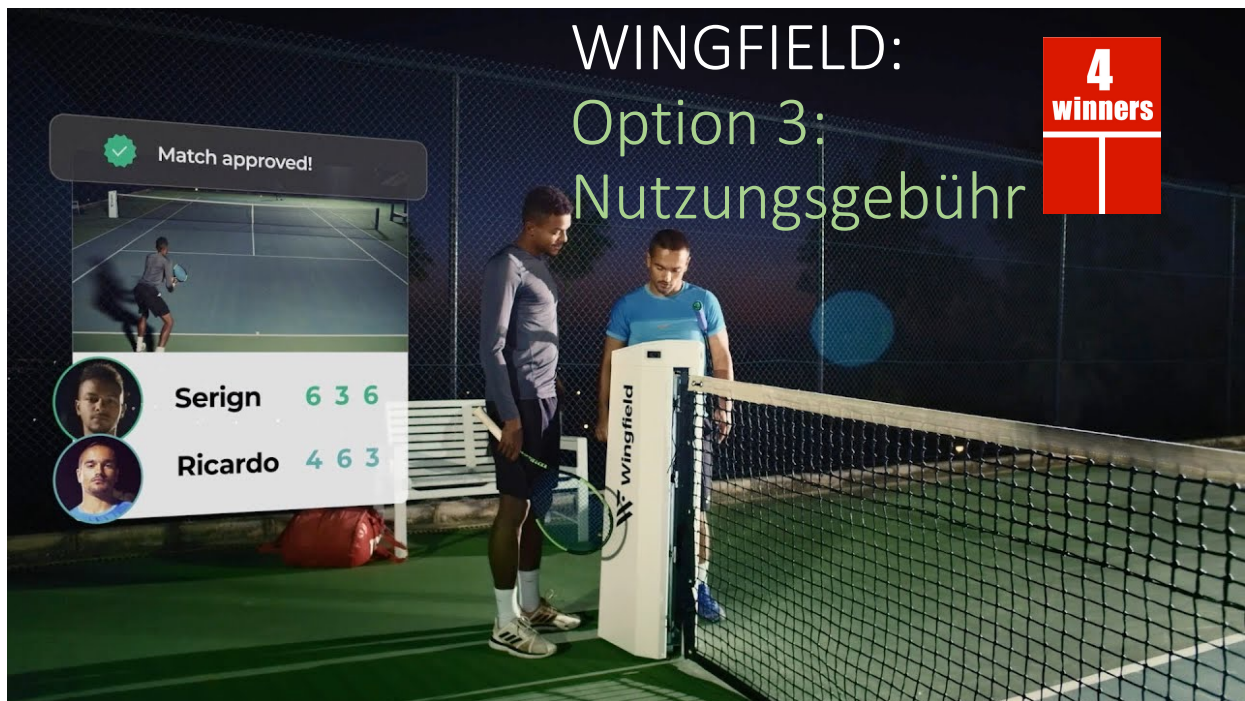 WINGFIELD:
Option 3:
Nutzungsgebühr
4
winners
Match approved!
Serign 6 3 6
Ricardo 4 6 3
Wingfield